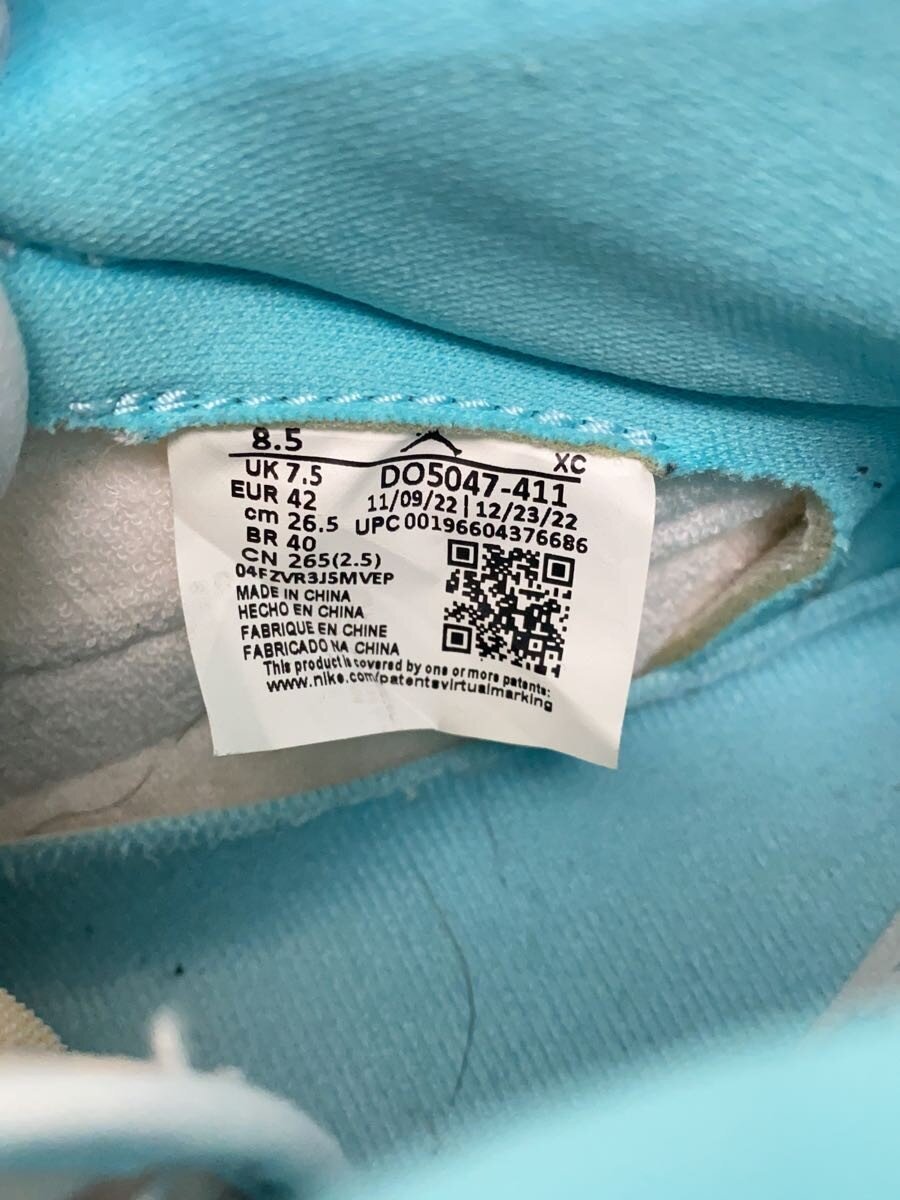 8.5
XC
UK 7.5
DO5047-411
EUR 42
11/09/22 | 12/23/22
cm 26.5
UPC 00196604376686
BR 40
CN 265(2.5)
04FZVR3J5MVEP
MADE IN CHINA
HECHO EN CHINA
FABRIQUE EN CHINE
FABRICADO NA CHINA
This product is covered by one or more patents:
www.nike.com/patentsvirtualmarking